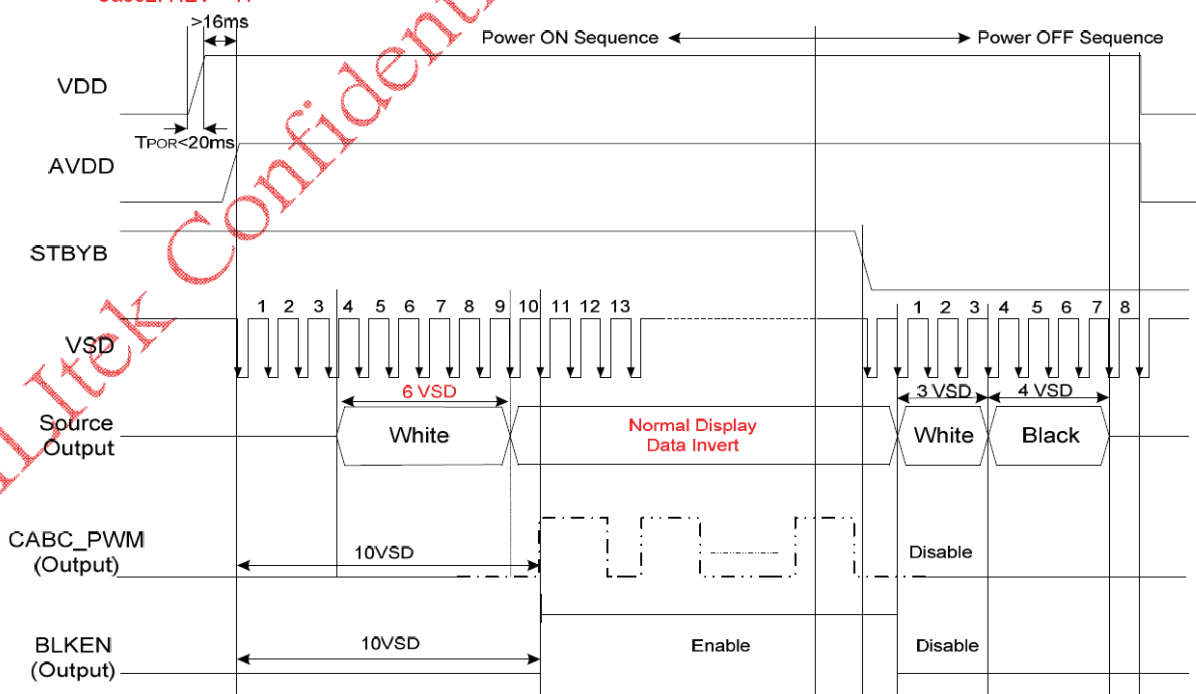 >16ms
Power ON Sequence
Power OFF Sequence
VDD
TPOR<20ms
AVDD
STBYB
1 2 3 4 5 6 7 8 9 10 11 12 13
1 2 3 4 5 6 7 8
VSD
6 VSD
3 VSD
4 VSD
Source
Output
White
Normal Display
Data Invert
White
Black
CABC_PWM
(Output)
10VSD
Disable
BLKEN
(Output)
10VSD
Enable
Disable
Itek Confident